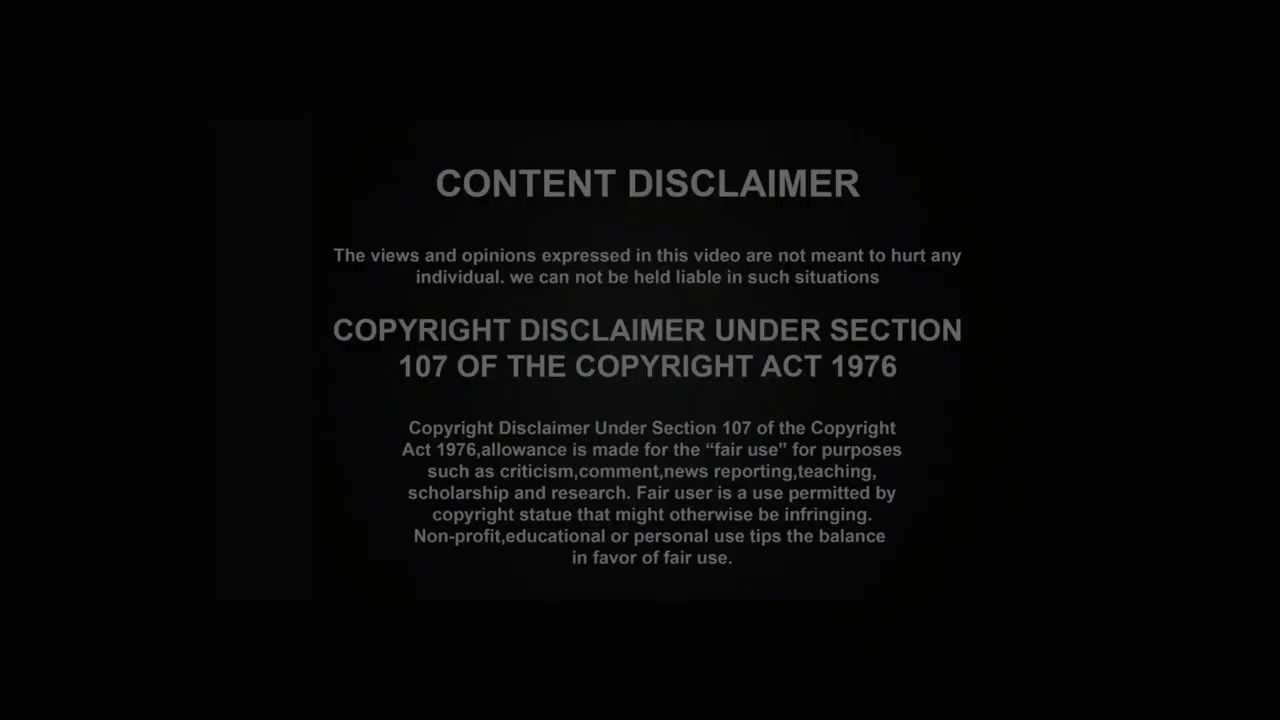 CONTENT DISCLAIMER
The views and opinions expressed in this video are not meant to hurt any
individual. we can not be held liable in such situations
COPYRIGHT DISCLAIMER UNDER SECTION
107 OF THE COPYRIGHT ACT 1976
Copyright Disclaimer Under Section 107 of the Copyright
Act 1976,allowance is made for the “fair use” for purposes
such as criticism,comment,news reporting,teaching,
scholarship and research. Fair user is a use permitted by
copyright statue that might otherwise be infringing.
Non-profit,educational or personal use tips the balance
in favor of fair use.